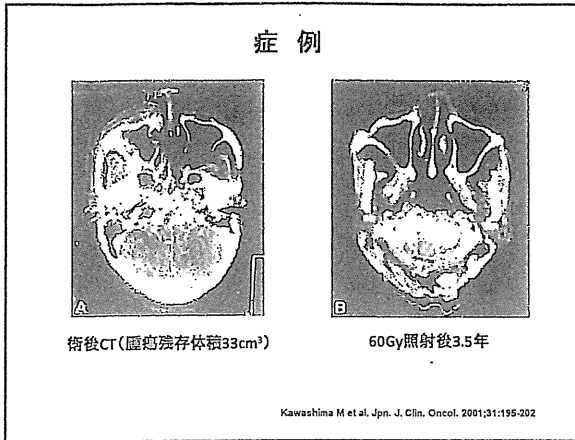 症例
A
B
術後CT(腫瘍残存体積33cm³)
60Gy照射後3.5年
Kawashima M et al. Jpn. J. Clin. Oncol. 2001;31:195-202